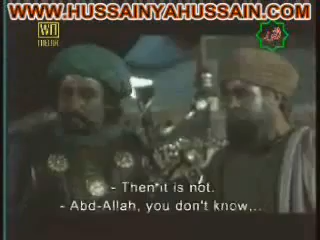 WWW.HUSSAINYAHUSSAIN.COM
- Then it is not.
- Abd-Allah, you don't know,..